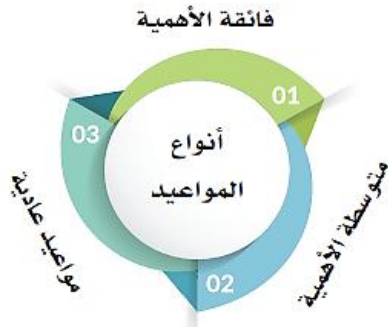 فائقة الأهمية
01
أنواع
المواعيد
متوسطة الأهمية
02
مواعيد عادية
03